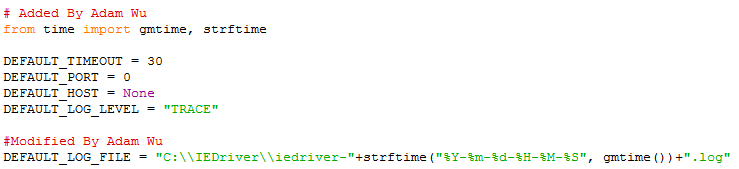 # Added By Adam Wu
from time import gmtime, strftime
DEFAULT_TIMEOUT = 30
DEFAULT_PORT = 0
DEFAULT_HOST = None
DEFAULT_LOG_LEVEL = "TRACE"
#Modified By Adam Wu
DEFAULT_LOG_FILE = "C:\\IEDriver\\iedriver-"+strftime("%Y-%m-%d-%H-%M-%S", gmtime())+".log"